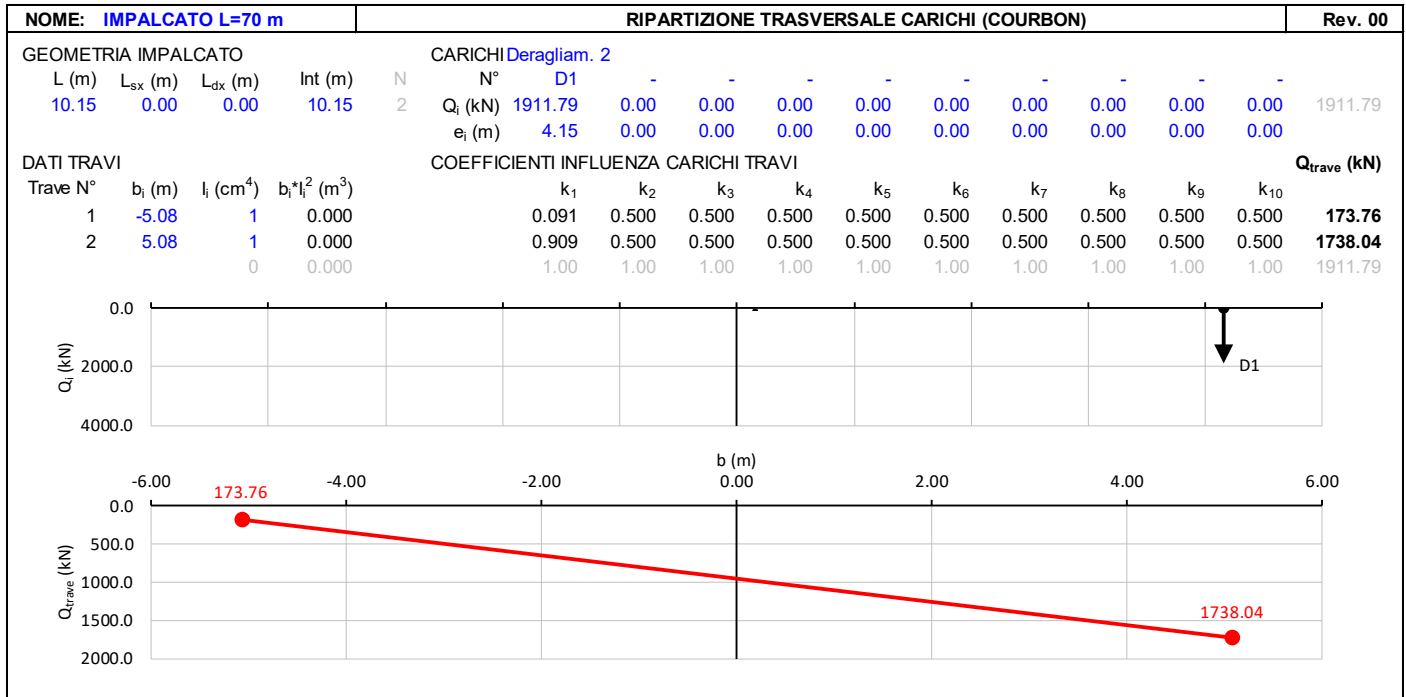 NOME: IMPALCATO L=70 m RIPARTIZIONE TRASVERSALE CARICHI (COURBON) Rev. 00
GEOMETRIA IMPALCATO CARICHI Deragliam. 2
L (m) Lsx (m) Ldx (m) Int (m) N N° D1 - - - - - - - - -
10.15 0.00 0.00 10.15 2 Qi (kN) 1911.79 0.00 0.00 0.00 0.00 0.00 0.00 0.00 0.00 0.00 1911.79
ei (m) 4.15 0.00 0.00 0.00 0.00 0.00 0.00 0.00 0.00 0.00
DATI TRAVI COEFFICIENTI INFLUENZA CARICHI TRAVI Qtrave (kN)
Trave N° bi (m) Ii (cm⁴) bi*Ii² (m³) k1 k2 k3 k4 k5 k6 k7 k8 k9 k10
1 -5.08 1 0.000 0.091 0.500 0.500 0.500 0.500 0.500 0.500 0.500 0.500 0.500 173.76
2 5.08 1 0.000 0.909 0.500 0.500 0.500 0.500 0.500 0.500 0.500 0.500 0.500 1738.04
0 0.000 1.00 1.00 1.00 1.00 1.00 1.00 1.00 1.00 1.00 1.00 1911.79
0.0
2000.0
4000.0
Qi (kN)
D1
b (m)
-6.00 -4.00 -2.00 0.00 2.00 4.00 6.00
173.76
0.0
500.0
1000.0
1500.0
2000.0
Qtrave (kN)
1738.04